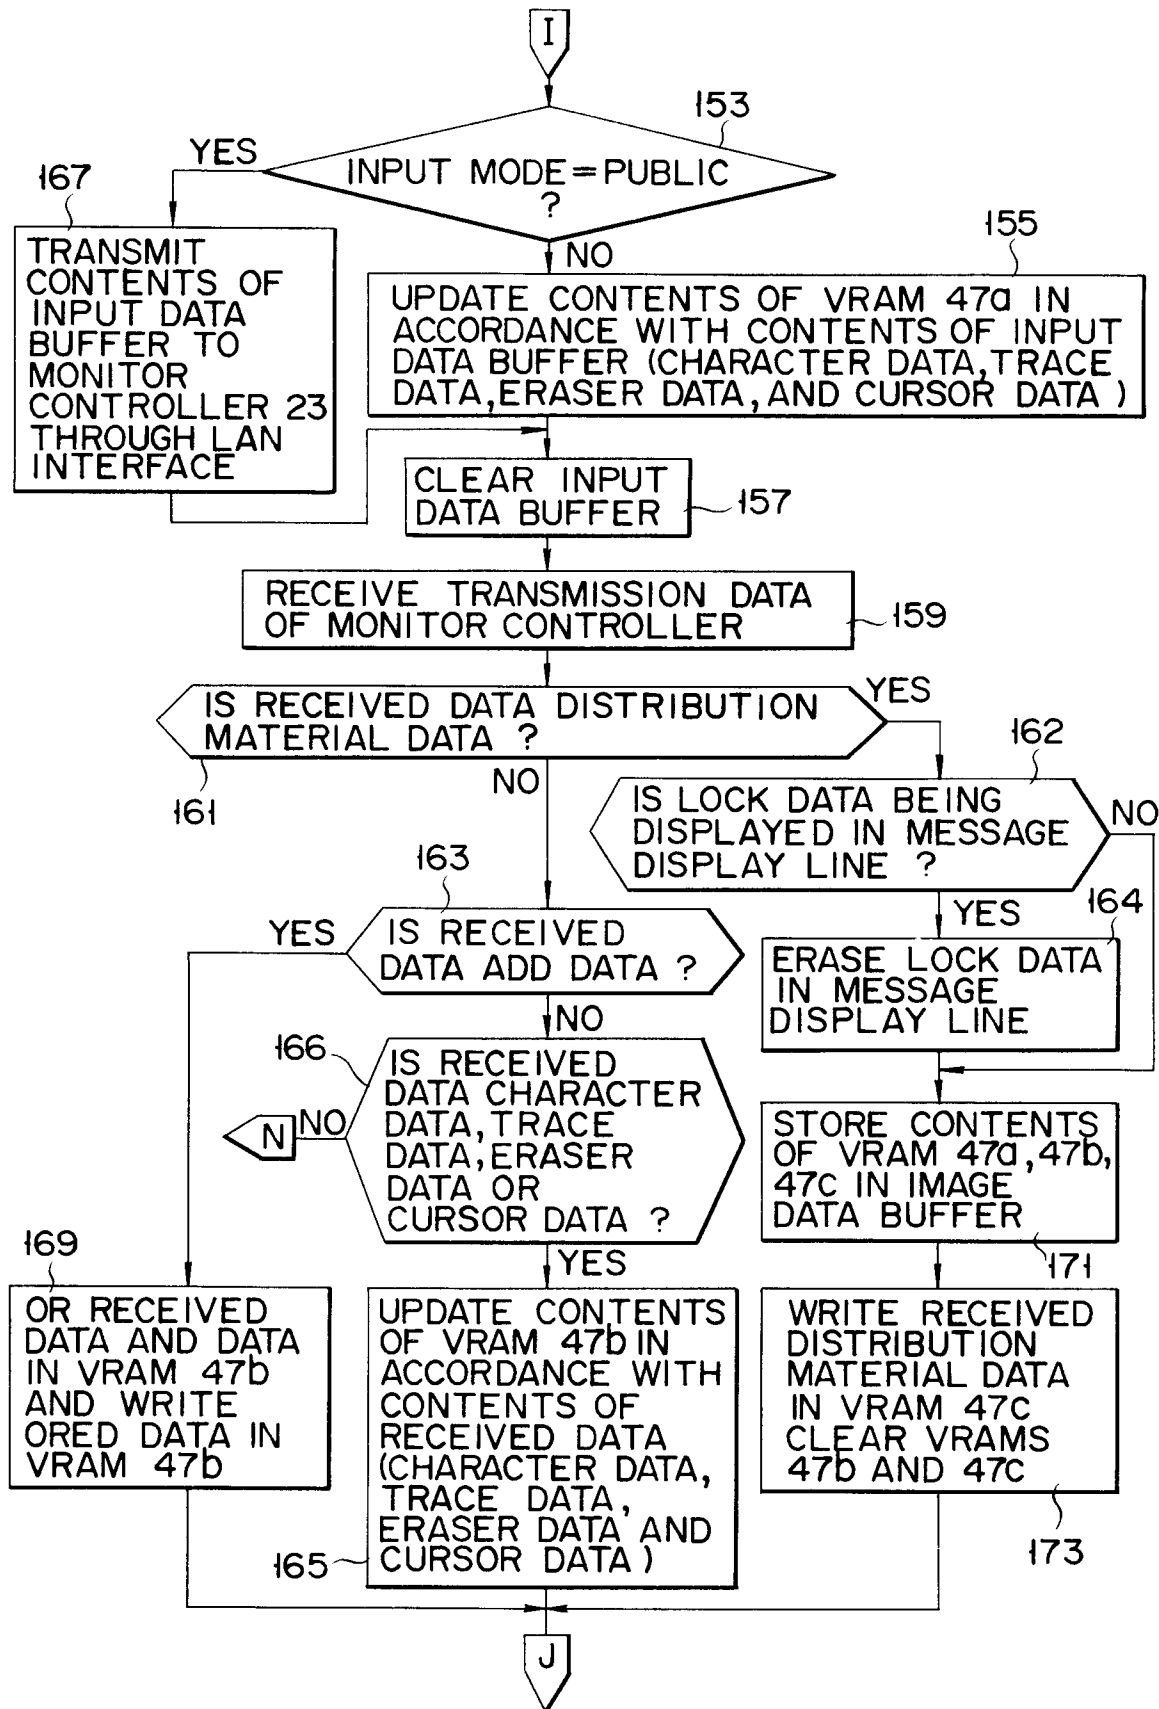 I
153
YES
INPUT MODE=PUBLIC
?
167
TRANSMIT
CONTENTS OF
INPUT DATA
BUFFER TO
MONITOR
CONTROLLER 23
THROUGH LAN
INTERFACE
NO
155
UPDATE CONTENTS OF VRAM 47a IN
ACCORDANCE WITH CONTENTS OF INPUT
DATA BUFFER (CHARACTER DATA, TRACE
DATA, ERASER DATA, AND CURSOR DATA )
CLEAR INPUT
DATA BUFFER
157
RECEIVE TRANSMISSION DATA
OF MONITOR CONTROLLER
159
IS RECEIVED DATA DISTRIBUTION
MATERIAL DATA ?
YES
161
NO
162
IS LOCK DATA BEING
DISPLAYED IN MESSAGE
DISPLAY LINE ?
NO
163
YES
IS RECEIVED
DATA ADD DATA ?
YES
164
ERASE LOCK DATA
IN MESSAGE
DISPLAY LINE
NO
166
IS RECEIVED
DATA CHARACTER
DATA, TRACE
DATA, ERASER
DATA OR
CURSOR DATA ?
N
NO
STORE CONTENTS
OF VRAM 47a, 47b,
47c IN IMAGE
DATA BUFFER
171
YES
169
OR RECEIVED
DATA AND DATA
IN VRAM 47b
AND WRITE
ORED DATA IN
VRAM 47b
UPDATE CONTENTS
OF VRAM 47b IN
ACCORDANCE WITH
CONTENTS OF
RECEIVED DATA
(CHARACTER DATA,
TRACE DATA,
ERASER DATA, AND
CURSOR DATA )
165
WRITE RECEIVED
DISTRIBUTION
MATERIAL DATA
IN VRAM 47C
CLEAR VRAMS
47b AND 47c
173
J